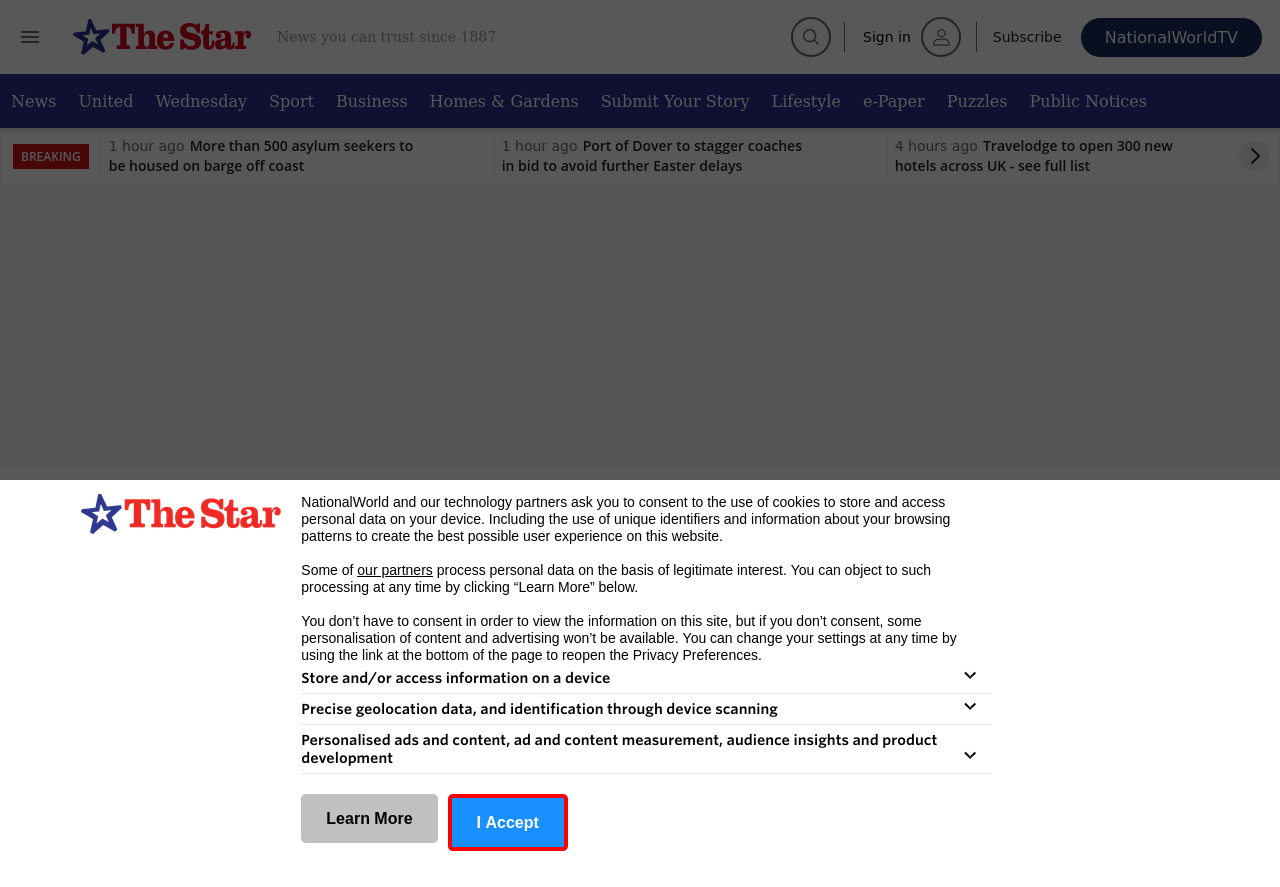 The Star
News you can trust since 1887
Sign in
Subscribe
NationalWorldTV
News United Wednesday Sport Business Homes & Gardens Submit Your Story Lifestyle e-Paper Puzzles Public Notices
BREAKING
1 hour ago More than 500 asylum seekers to
be housed on barge off coast
1 hour ago Port of Dover to stagger coaches
in bid to avoid further Easter delays
4 hours ago Travelodge to open 300 new
hotels across UK - see full list
The Star
NationalWorld and our technology partners ask you to consent to the use of cookies to store and access
personal data on your device. Including the use of unique identifiers and information about your browsing
patterns to create the best possible user experience on this website.
Some of our partners process personal data on the basis of legitimate interest. You can object to such
processing at any time by clicking “Learn More” below.
You don’t have to consent in order to view the information on this site, but if you don’t consent, some
personalisation of content and advertising won’t be available. You can change your settings at any time by
using the link at the bottom of the page to reopen the Privacy Preferences.
Store and/or access information on a device
Precise geolocation data, and identification through device scanning
Personalised ads and content, ad and content measurement, audience insights and product
development
Learn More
I Accept